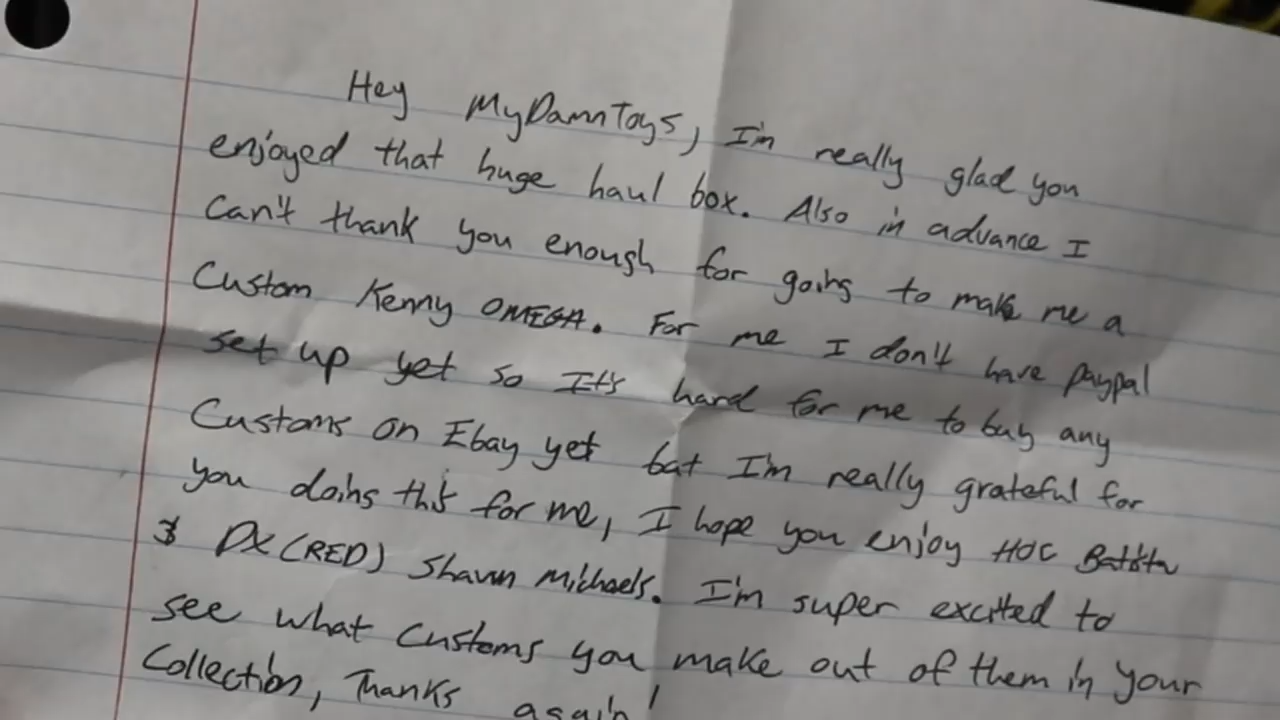 Hey MyDamnToys, I'm really glad you
enjoyed that huge haul box. Also in advance I
can't thank you enough for going to make me a
Custom Kenny OMEGA. For me I don't have paypal
set up yet so It's hard for me to buy any
Customs on Ebay yet but I'm really grateful for
you doing this for me, I hope you enjoy HOC Batista
& DX (RED) Shawn Michaels. I'm super excited to
see what Customs you make out of them in your
Collection, Thanks again!